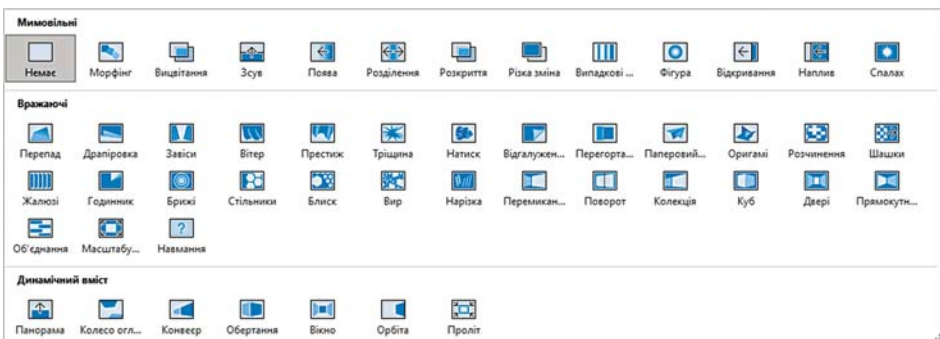 Мимовільні
Немає Морфінг Вицвітання Зсув Поява Розділення Розкриття Різка зміна Випадкові ... Фігура Відкривання Наплив Спалах
Вражаючі
Перепад Драпіровка Завіси Вітер Престиж Тріщина Натиск Відгалужен... Перегорта... Паперовий... Оригамі Розчинення Шашки
Жалюзі Годинник Брижі Стільники Блиск Вир Нарізка Перемикан... Поворот Колекція Куб Двері Прямокутн...
Об'єднання Масштабу... Навмання
?
Динамічний вміст
Панорама Колесо огл... Конвеєр Обертання Вікно Орбіта Проліт